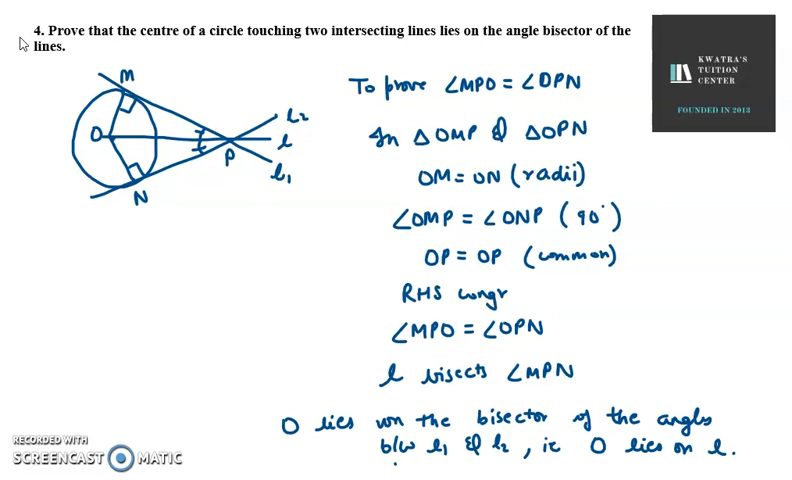 4. Prove that the centre of a circle touching two intersecting lines lies on the angle bisector of the
lines.
KWATRA'S
TUITION
CENTER
FOUNDED IN 2013
M
O
N
P
l2
l
l1
To prove ∠MPO = ∠OPN
In △OMP & △OPN
OM = ON (radii)
∠OMP = ∠ONP (90°)
OP = OP (common)
RHS congr
∠MPO = ∠OPN
l bisects ∠MPN
O lies on the bisector of the angles
b/w l1 & l2, ie O lies on l.
RECORDED WITH
SCREENCAST O MATIC